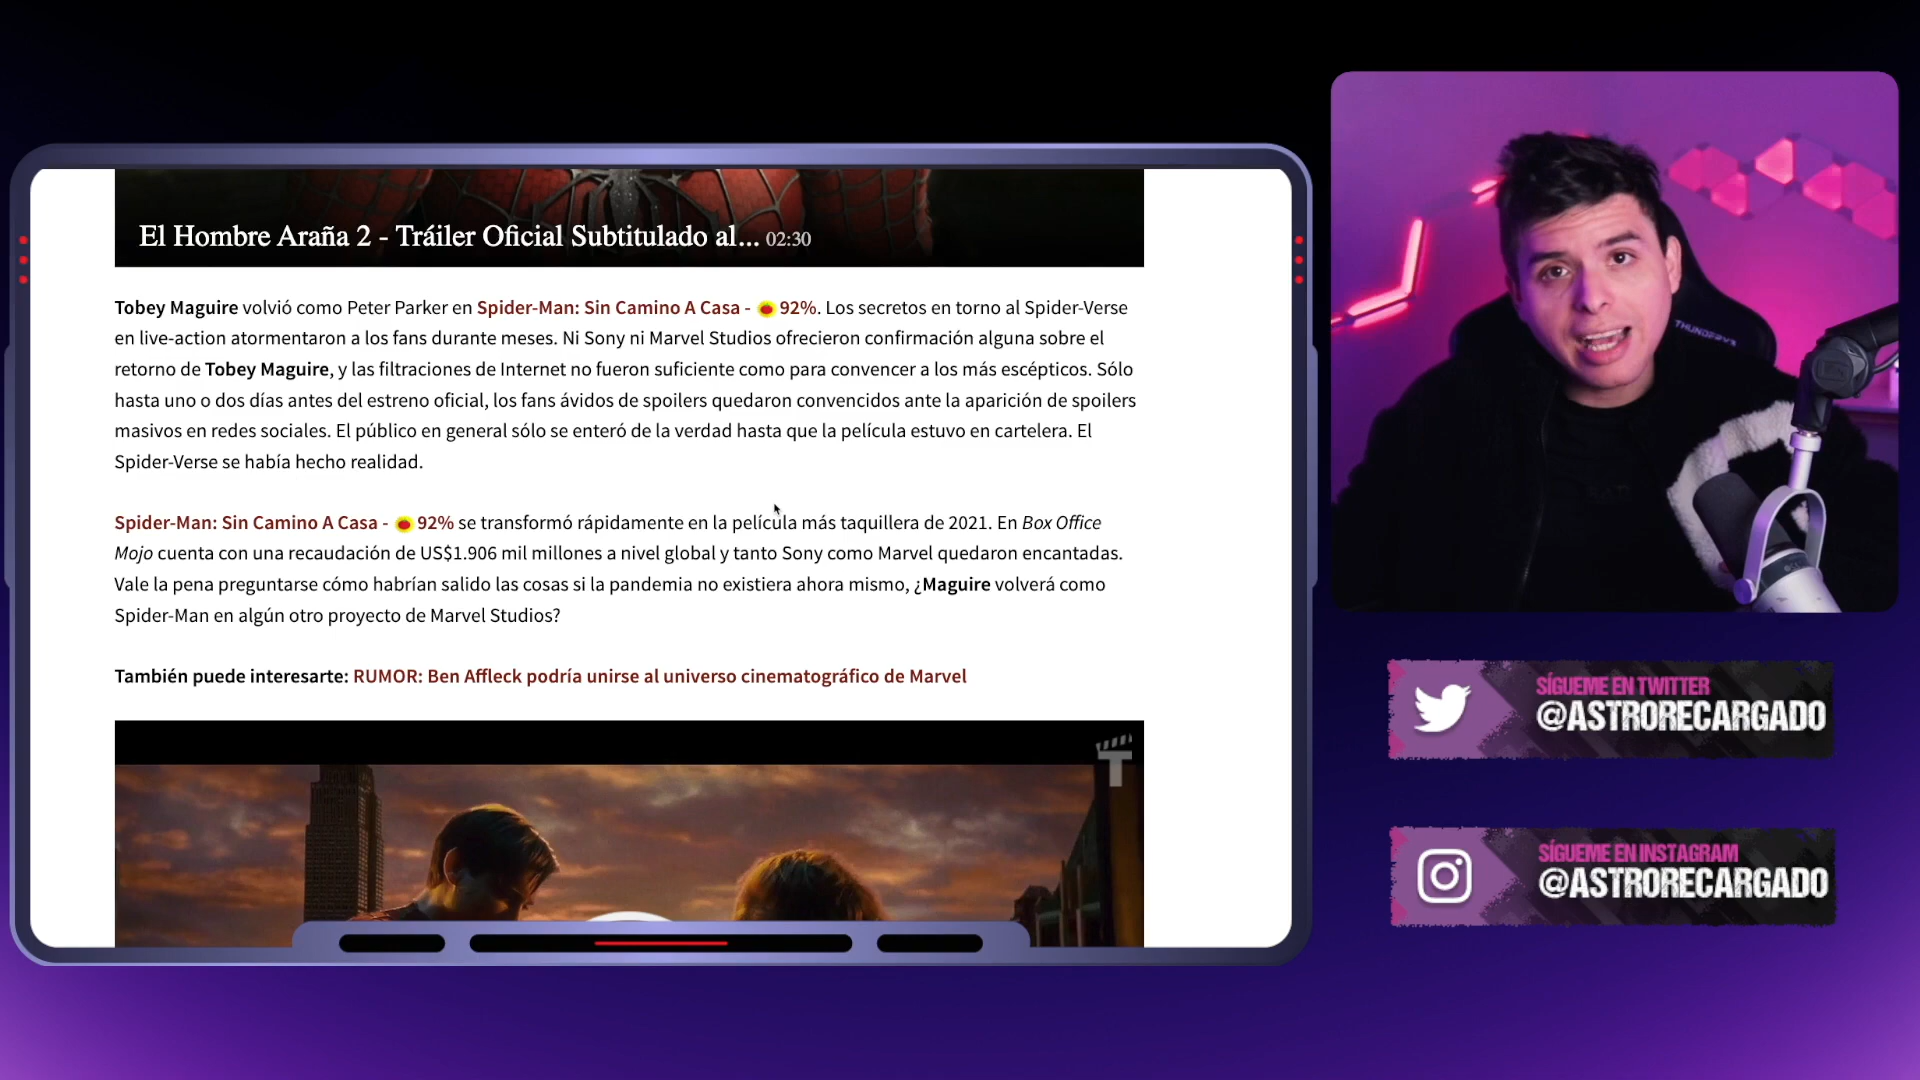 El Hombre Araña 2 - Tráiler Oficial Subtitulado al... 02:30
Tobey Maguire volvió como Peter Parker en Spider-Man: Sin Camino A Casa - 92%. Los secretos en torno al Spider-Verse
en live-action atormentaron a los fans durante meses. Ni Sony ni Marvel Studios ofrecieron confirmación alguna sobre el
retorno de Tobey Maguire, y las filtraciones de Internet no fueron suficiente como para convencer a los más escépticos. Sólo
hasta uno o dos días antes del estreno oficial, los fans ávidos de spoilers quedaron convencidos ante la aparición de spoilers
masivos en redes sociales. El público en general sólo se enteró de la verdad hasta que la película estuvo en cartelera. El
Spider-Verse se había hecho realidad.
Spider-Man: Sin Camino A Casa - 92% se transformó rápidamente en la película más taquillera de 2021. En Box Office
Mojo cuenta con una recaudación de US$1.906 mil millones a nivel global y tanto Sony como Marvel quedaron encantadas.
Vale la pena preguntarse cómo habrían salido las cosas si la pandemia no existiera ahora mismo, ¿Maguire volverá como
Spider-Man en algún otro proyecto de Marvel Studios?
También puede interesarte: RUMOR: Ben Affleck podría unirse al universo cinematográfico de Marvel
T
SÍGUEME EN TWITTER
@ASTRORECARGADO
SÍGUEME EN INSTAGRAM
@ASTRORECARGADO